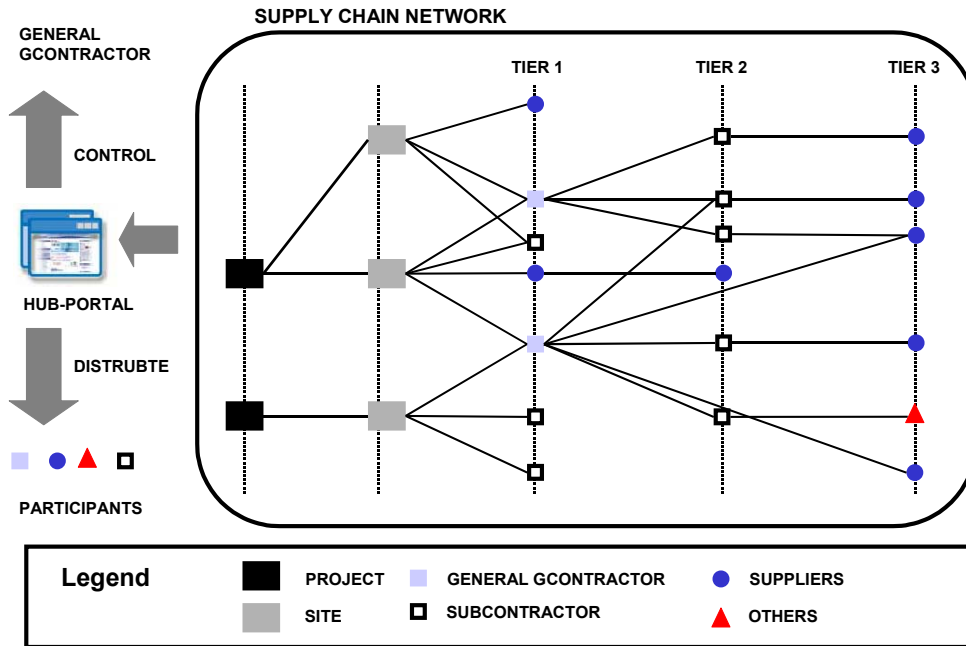 SUPPLY CHAIN NETWORK
GENERAL
GCONTRACTOR
TIER 1
TIER 2
TIER 3
CONTROL
HUB-PORTAL
DISTRUBTE
PARTICIPANTS
Legend
PROJECT
GENERAL GCONTRACTOR
SUPPLIERS
SITE
SUBCONTRACTOR
OTHERS